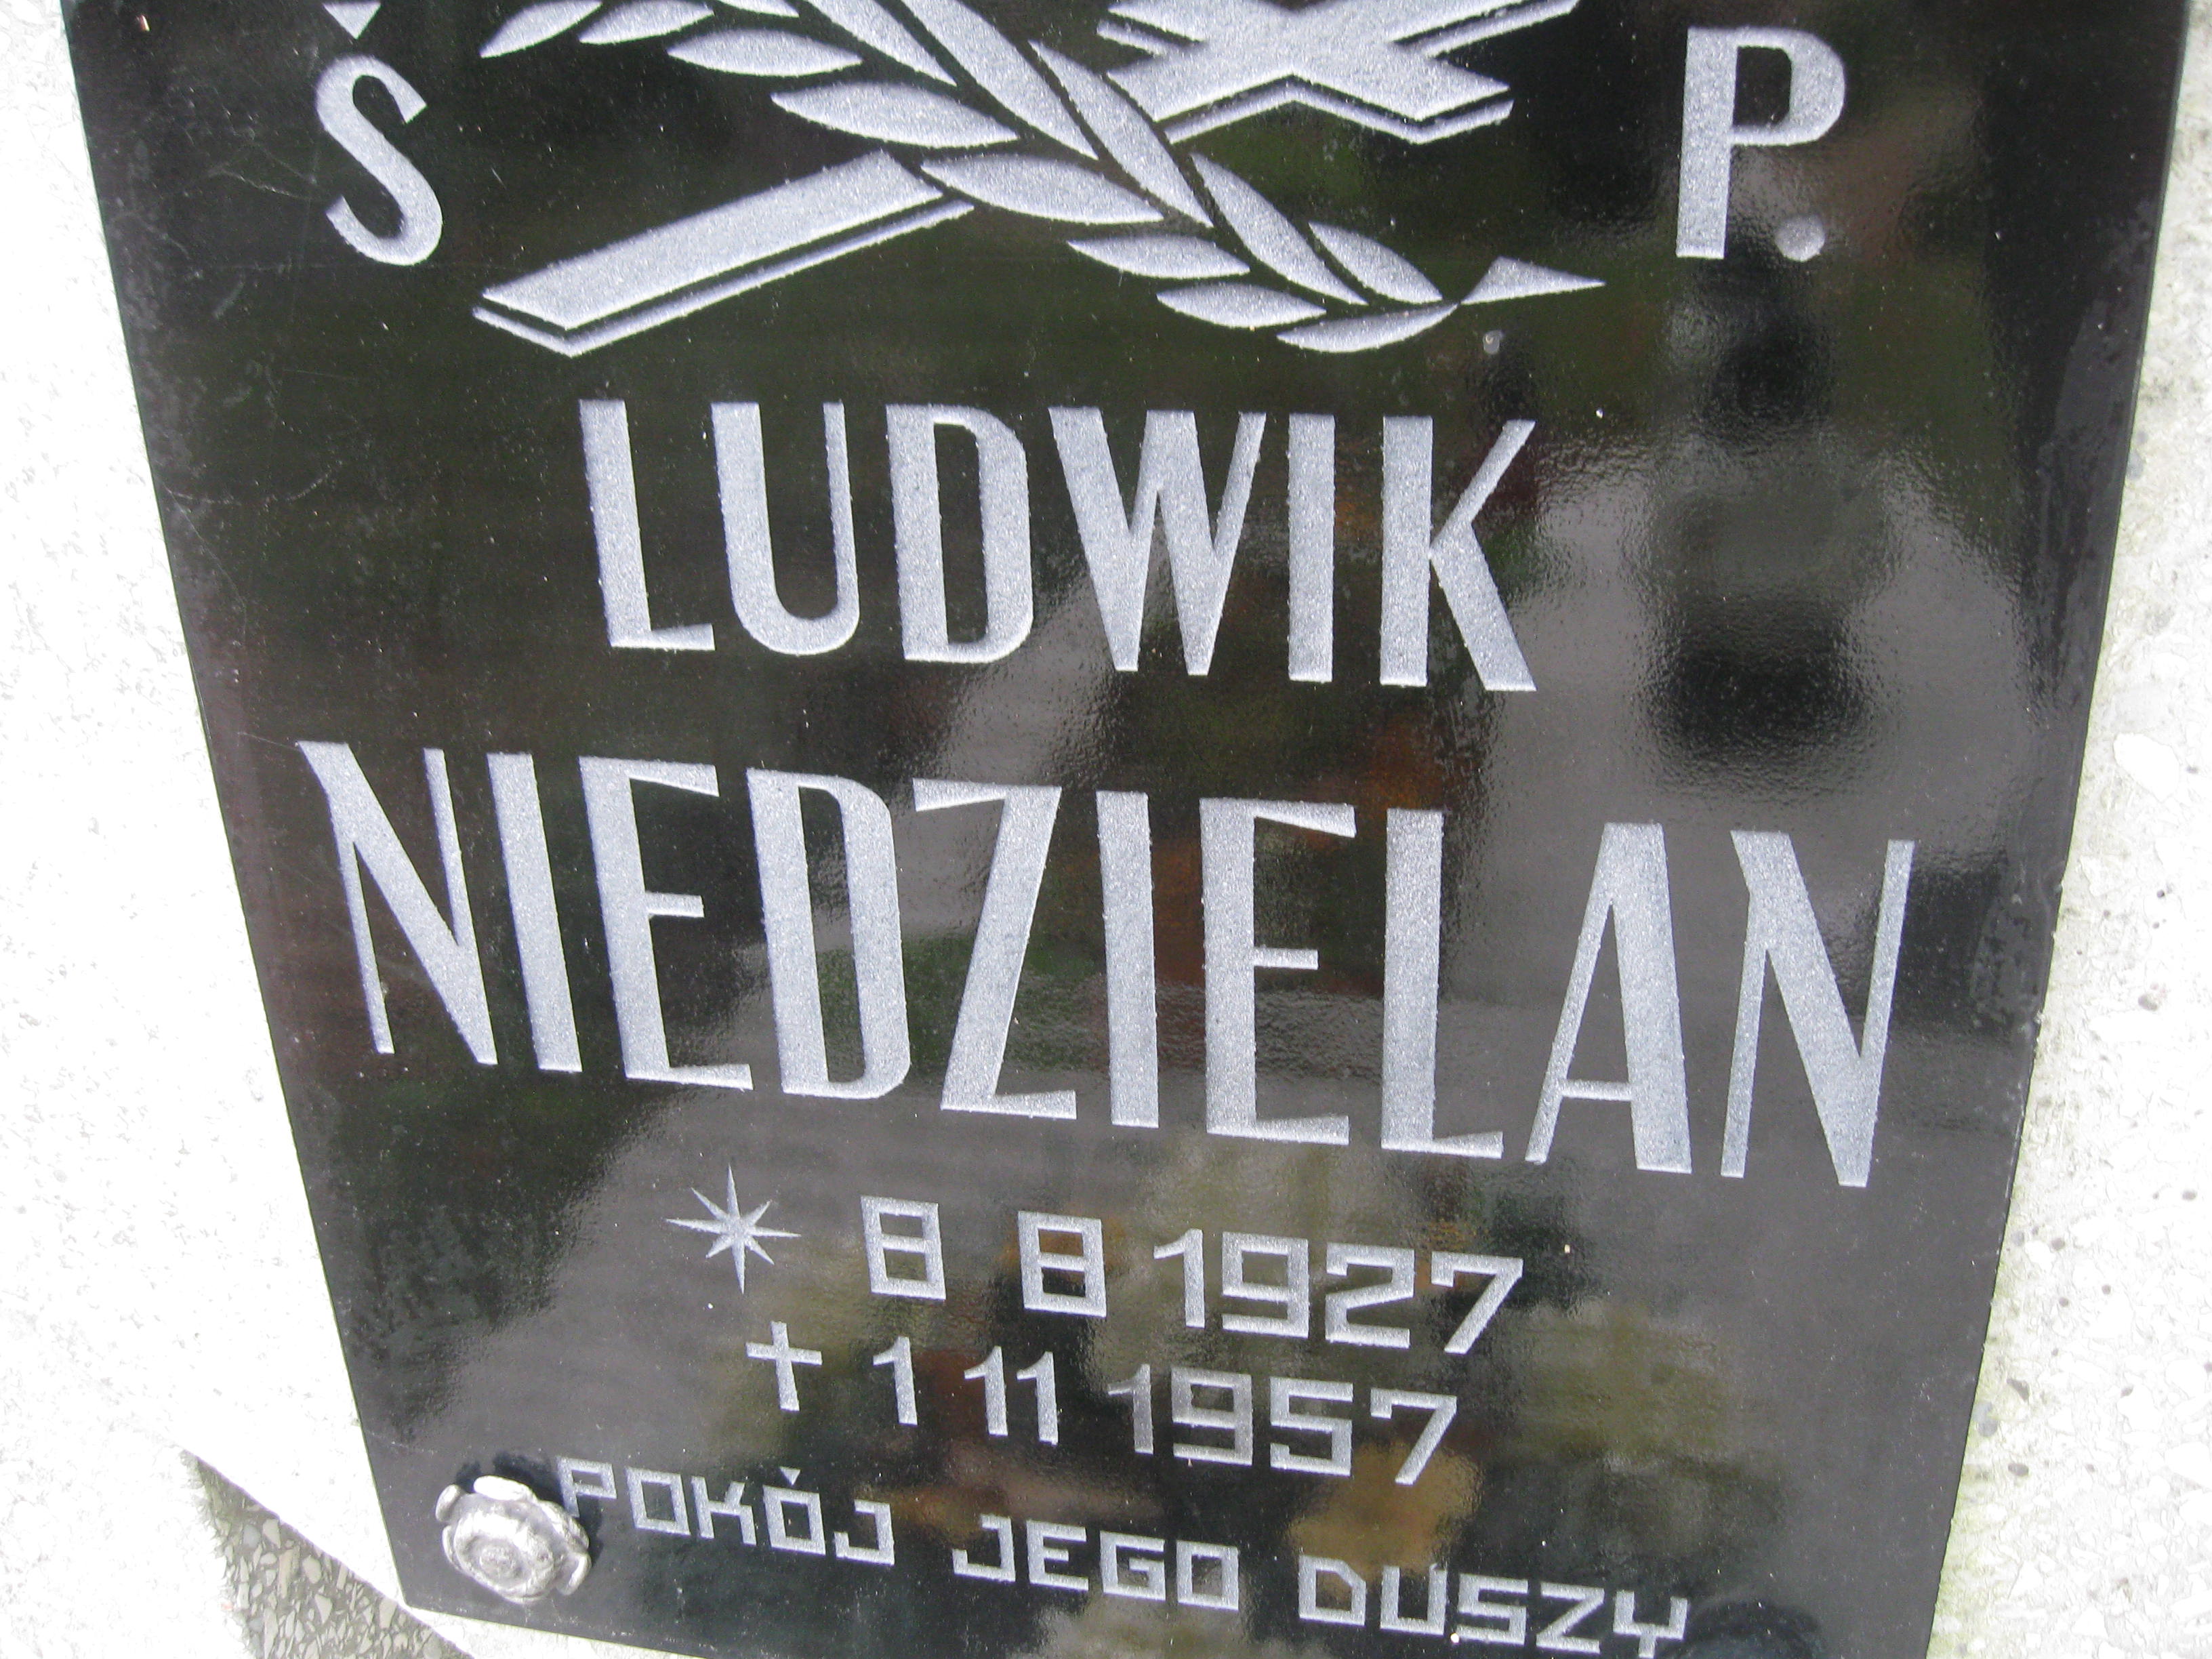 Ś P.
LUDWIK
NIEDZIELAN
* 8 8 1927
† 1 11 1957
POKÓJ JEGO DUSZY